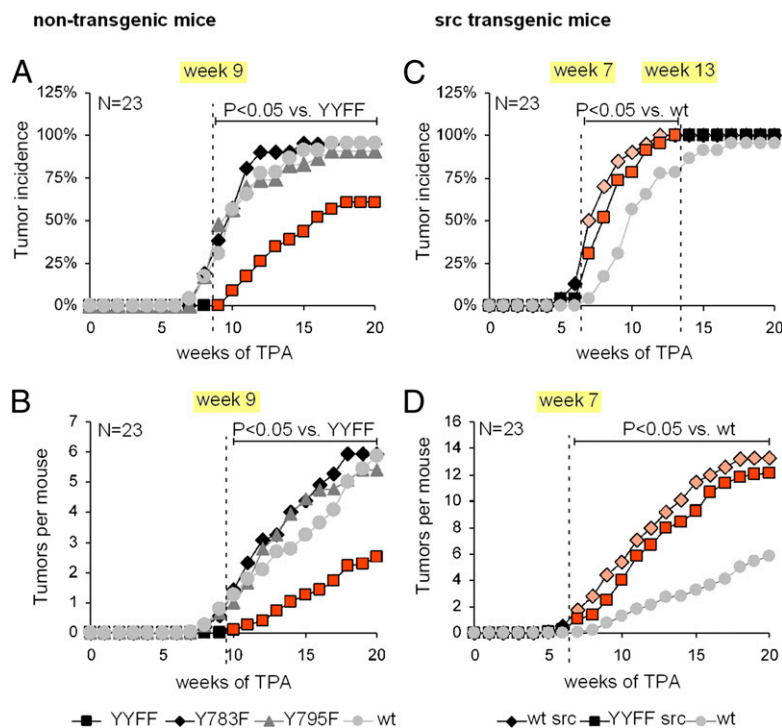 non-transgenic mice
src transgenic mice
A
week 9
N=23
P<0.05 vs. YYFF
125%
100%
75%
50%
25%
0%
Tumor incidence
0 5 10 15 20
weeks of TPA
C
week 7
week 13
N=23
P<0.05 vs. wt
125%
100%
75%
50%
25%
0%
Tumor incidence
0 5 10 15 20
weeks of TPA
B
week 9
N=23
P<0.05 vs. YYFF
6
5
4
3
2
1
0
Tumors per mouse
0 5 10 15 20
weeks of TPA
D
week 7
N=23
P<0.05 vs. wt
16
14
12
10
8
6
4
2
0
Tumors per mouse
0 5 10 15 20
weeks of TPA
YYFF Y783F Y795F wt
wt src YYFF src wt